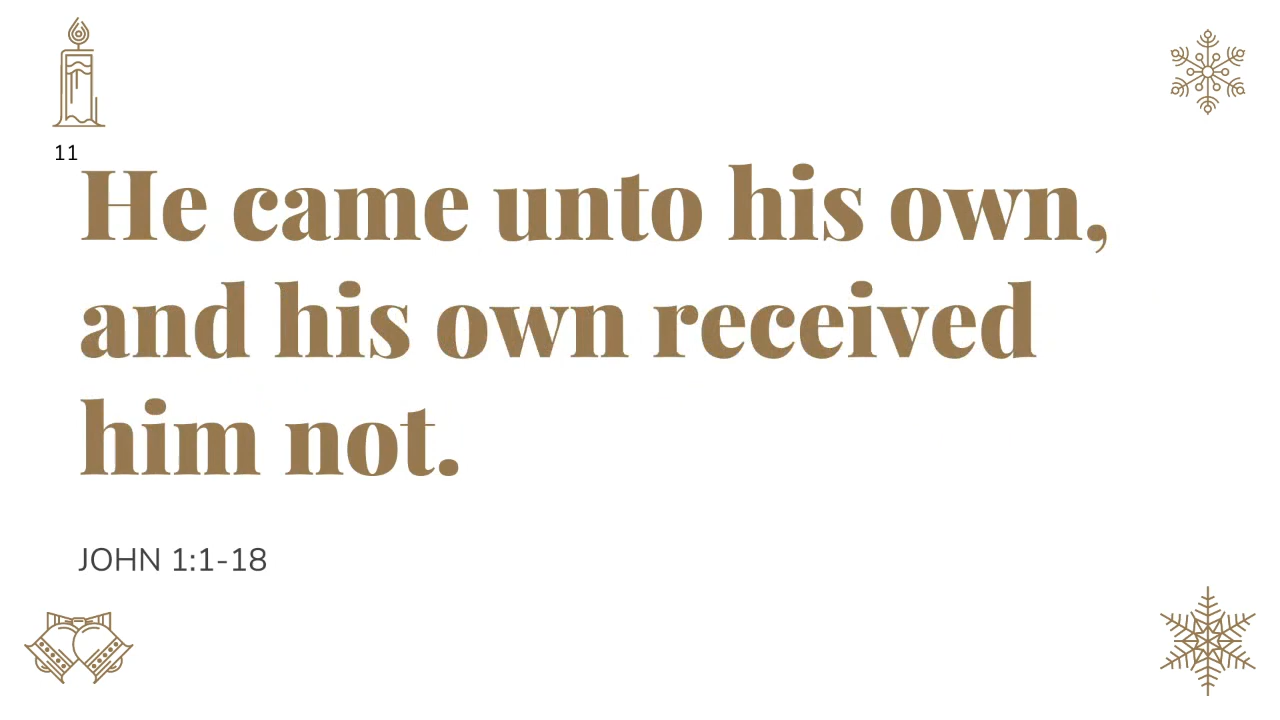 11
He came unto his own,
and his own received
him not.
JOHN 1:1-18